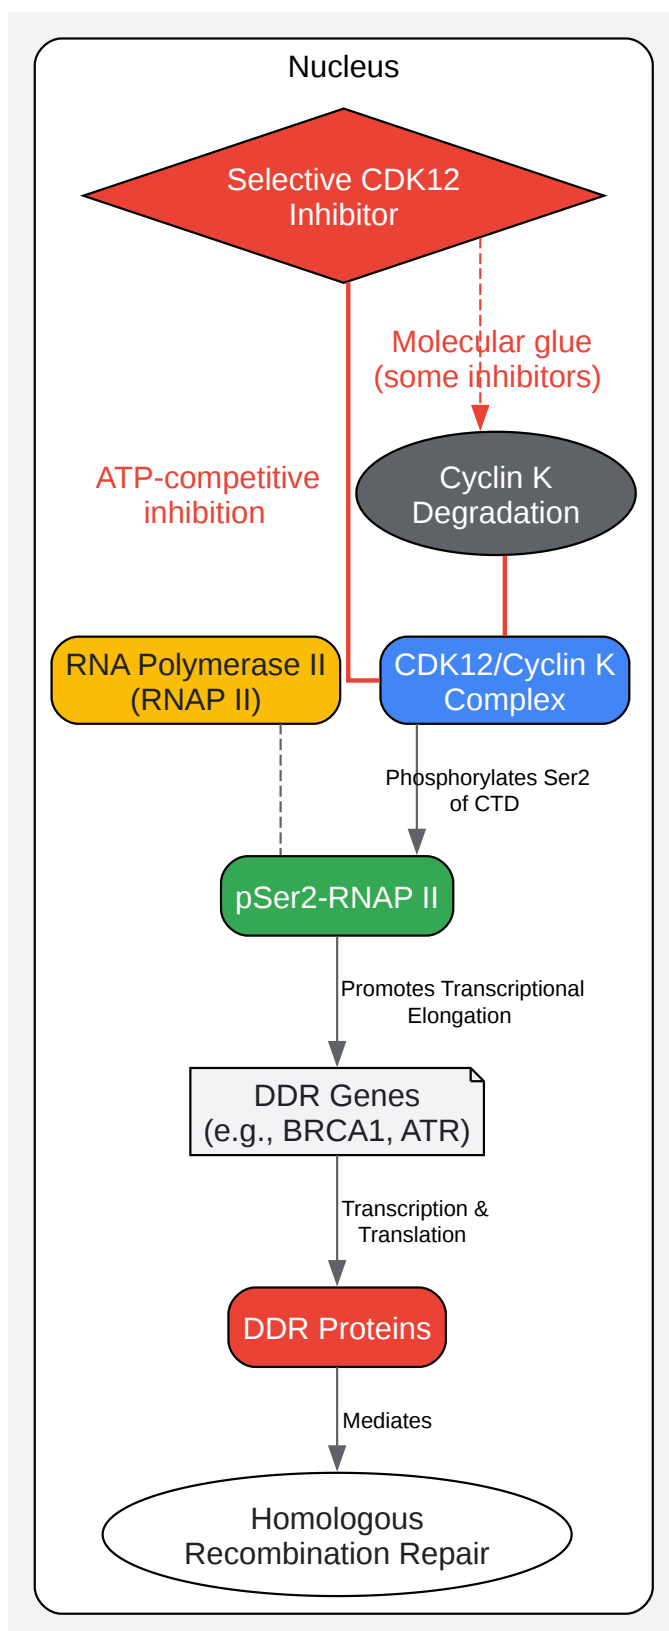 Nucleus
Selective CDK12
Inhibitor
Molecular glue
(some inhibitors)
ATP-competitive
inhibition
Cyclin K
Degradation
RNA Polymerase II
(RNAP II)
CDK12/Cyclin K
Complex
Phosphorylates Ser2
of CTD
pSer2-RNAP II
Promotes Transcriptional
Elongation
DDR Genes
(e.g., BRCA1, ATR)
Transcription &
Translation
DDR Proteins
Mediates
Homologous
Recombination Repair